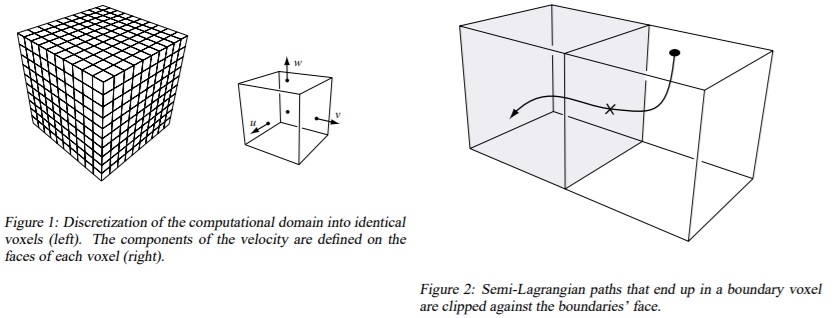 w
u
v
Figure 1: Discretization of the computational domain into identical
voxels (left). The components of the velocity are defined on the
faces of each voxel (right).
Figure 2: Semi-Lagrangian paths that end up in a boundary voxel
are clipped against the boundaries' face.